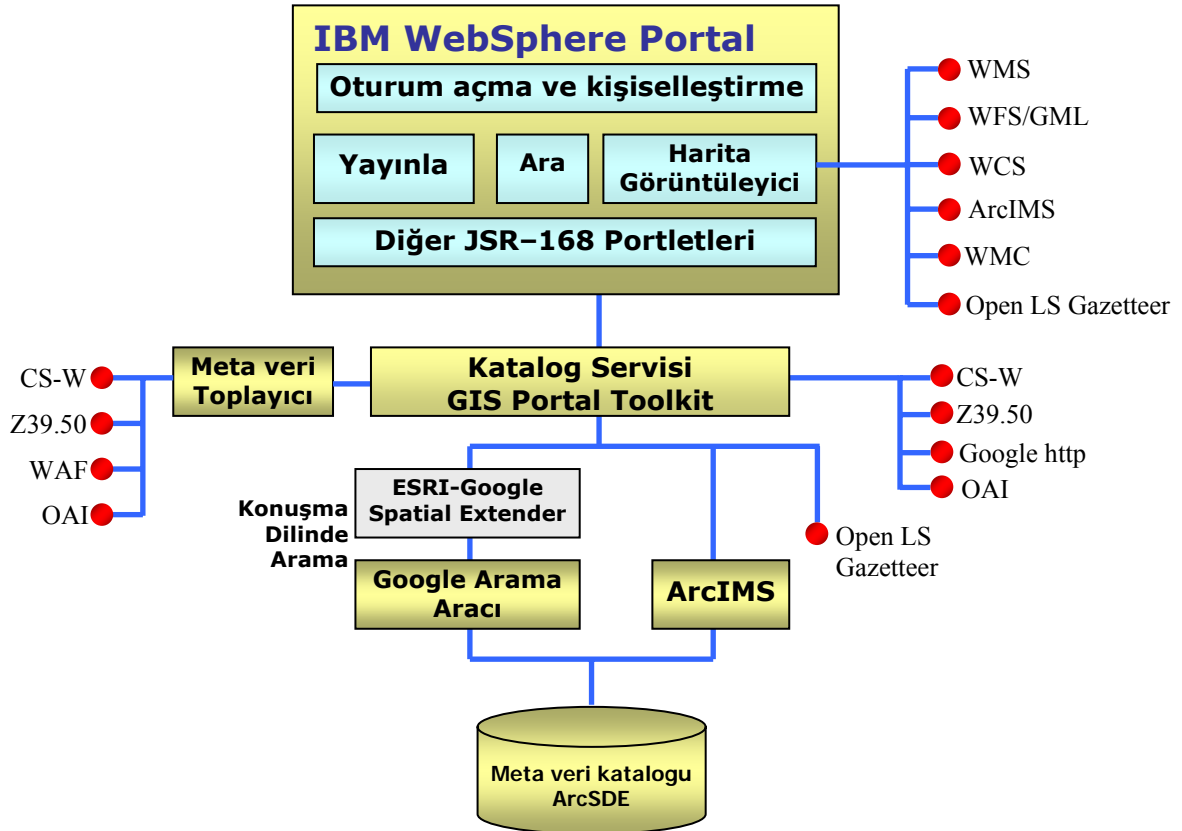 IBM WebSphere Portal
Oturum açma ve kişiselleştirme
Yayınla
Ara
Harita
Görüntüleyici
Diğer JSR–168 Portletleri
WMS
WFS/GML
WCS
ArcIMS
WMC
Open LS Gazetteer
CS-W
Z39.50
WAF
OAI
Meta veri
Toplayıcı
Katalog Servisi
GIS Portal Toolkit
CS-W
Z39.50
Google http
OAI
Konuşma
Dilinde
Arama
ESRI-Google
Spatial Extender
Google Arama
Aracı
ArcIMS
Open LS
Gazetteer
Meta veri katalogu
ArcSDE